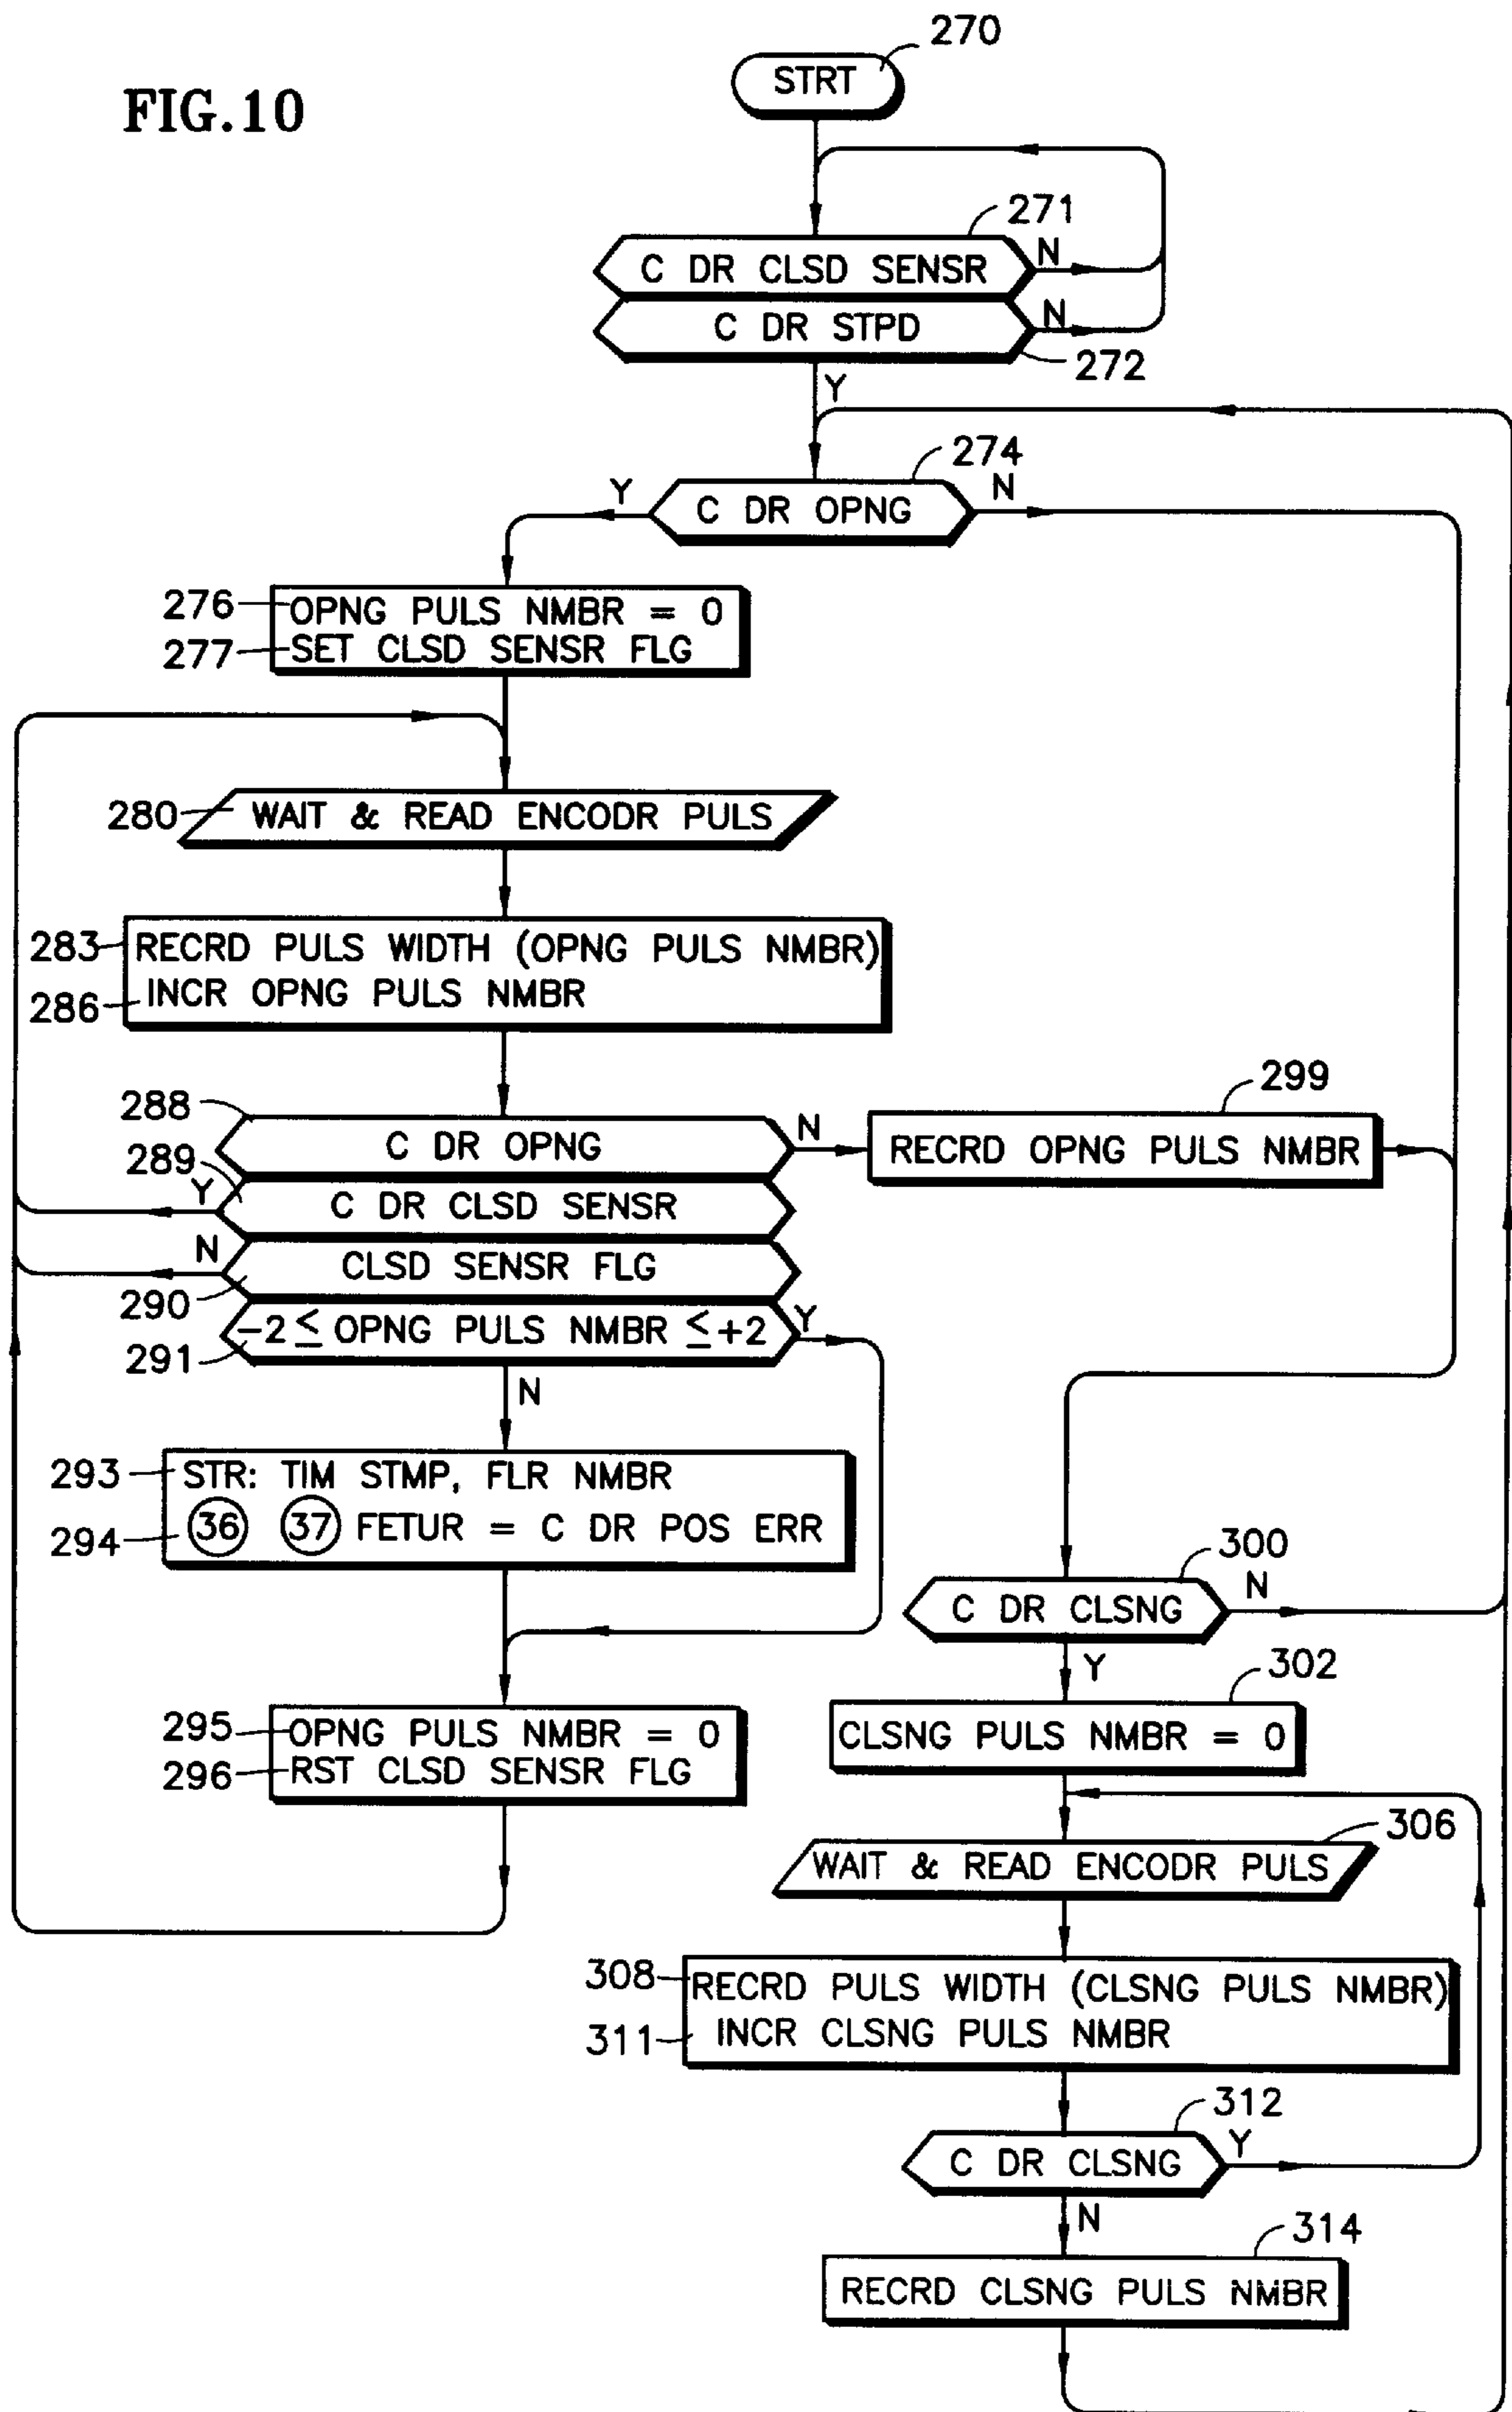 FIG.10
270
STRT
271
C DR CLSD SENSR
N
C DR STPD
N
272
Y
274
Y
C DR OPNG
N
276
OPNG PULS NMBR = 0
277
SET CLSD SENSR FLG
280
WAIT & READ ENCODR PULS
283
RECRD PULS WIDTH (OPNG PULS NMBR)
286
INCR OPNG PULS NMBR
288
C DR OPNG
N
299
RECRD OPNG PULS NMBR
289
Y
C DR CLSD SENSR
N
CLSD SENSR FLG
290
-2 ≤ OPNG PULS NMBR ≤ +2
Y
291
N
293
STR: TIM STMP, FLR NMBR
294
36 37 FETUR = C DR POS ERR
295
OPNG PULS NMBR = 0
296
RST CLSD SENSR FLG
300
C DR CLSNG
N
Y
302
CLSNG PULS NMBR = 0
306
WAIT & READ ENCODR PULS
308
RECRD PULS WIDTH (CLSNG PULS NMBR)
311
INCR CLSNG PULS NMBR
312
C DR CLSNG
Y
N
314
RECRD CLSNG PULS NMBR